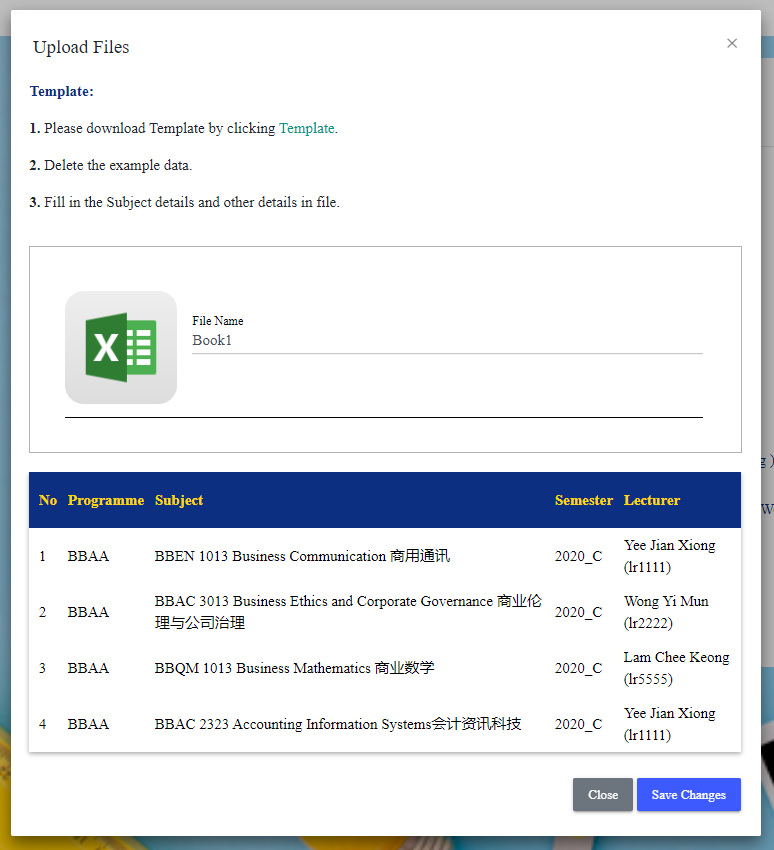 Upload Files
×
Template:
1. Please download Template by clicking Template.
2. Delete the example data.
3. Fill in the Subject details and other details in file.
X
File Name
Book1
No Programme Subject Semester Lecturer
1 BBAA BBEN 1013 Business Communication 商用通讯 2020_C Yee Jian Xiong
(lr1111)
2 BBAA BBAC 3013 Business Ethics and Corporate Governance 商业伦
理与公司治理 2020_C Wong Yi Mun
(lr2222)
3 BBAA BBQM 1013 Business Mathematics 商业数学 2020_C Lam Chee Keong
(lr5555)
4 BBAA BBAC 2323 Accounting Information Systems会计资讯科技 2020_C Yee Jian Xiong
(lr1111)
Close Save Changes